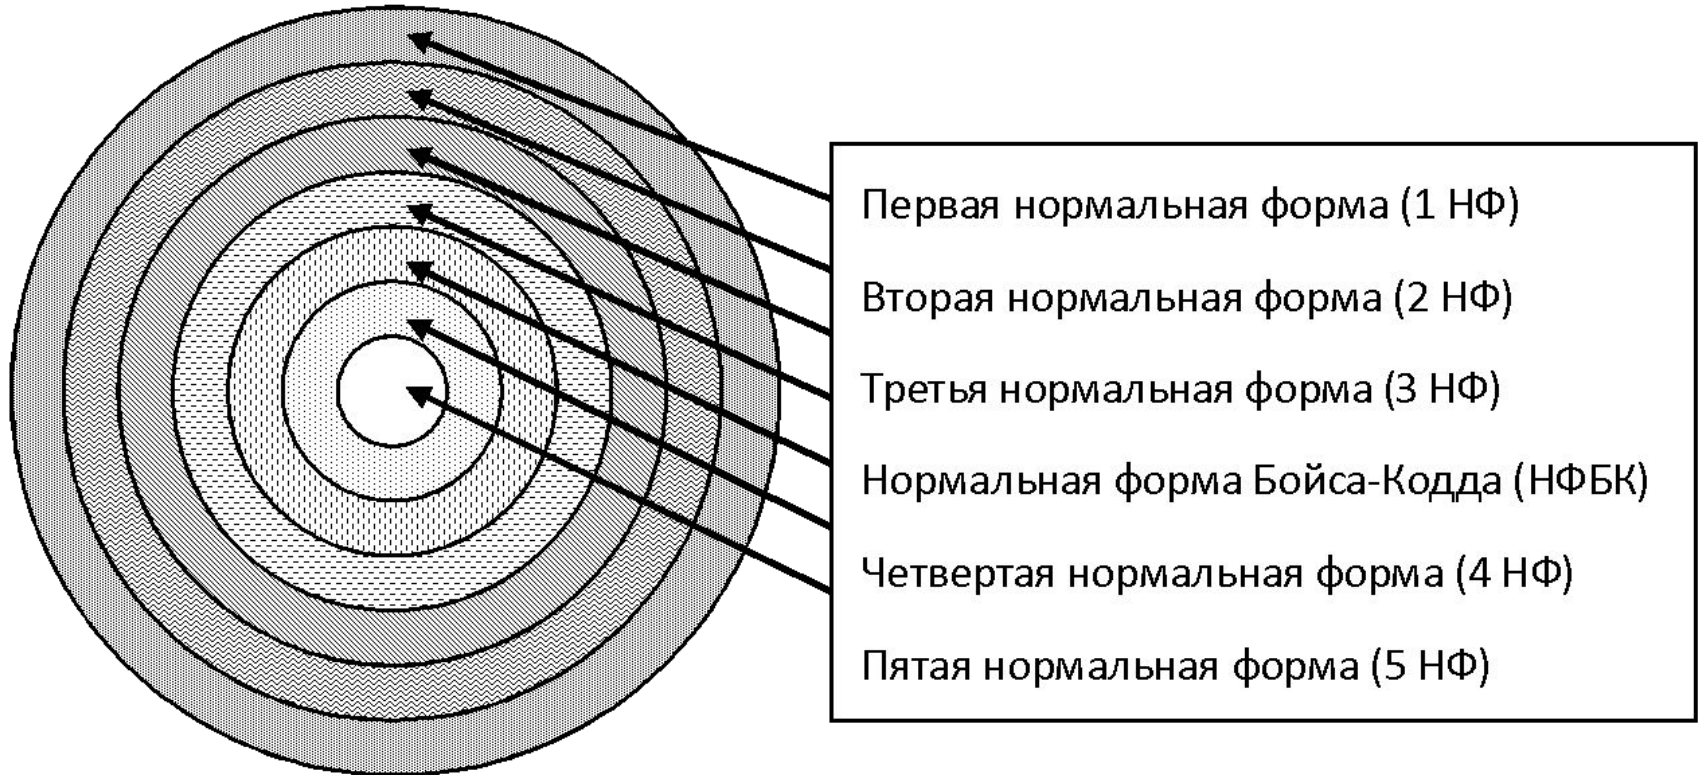 Первая нормальная форма (1 НФ)
Вторая нормальная форма (2 НФ)
Третья нормальная форма (3 НФ)
Нормальная форма Бойса-Кодда (НФБК)
Четвертая нормальная форма (4 НФ)
Пятая нормальная форма (5 НФ)